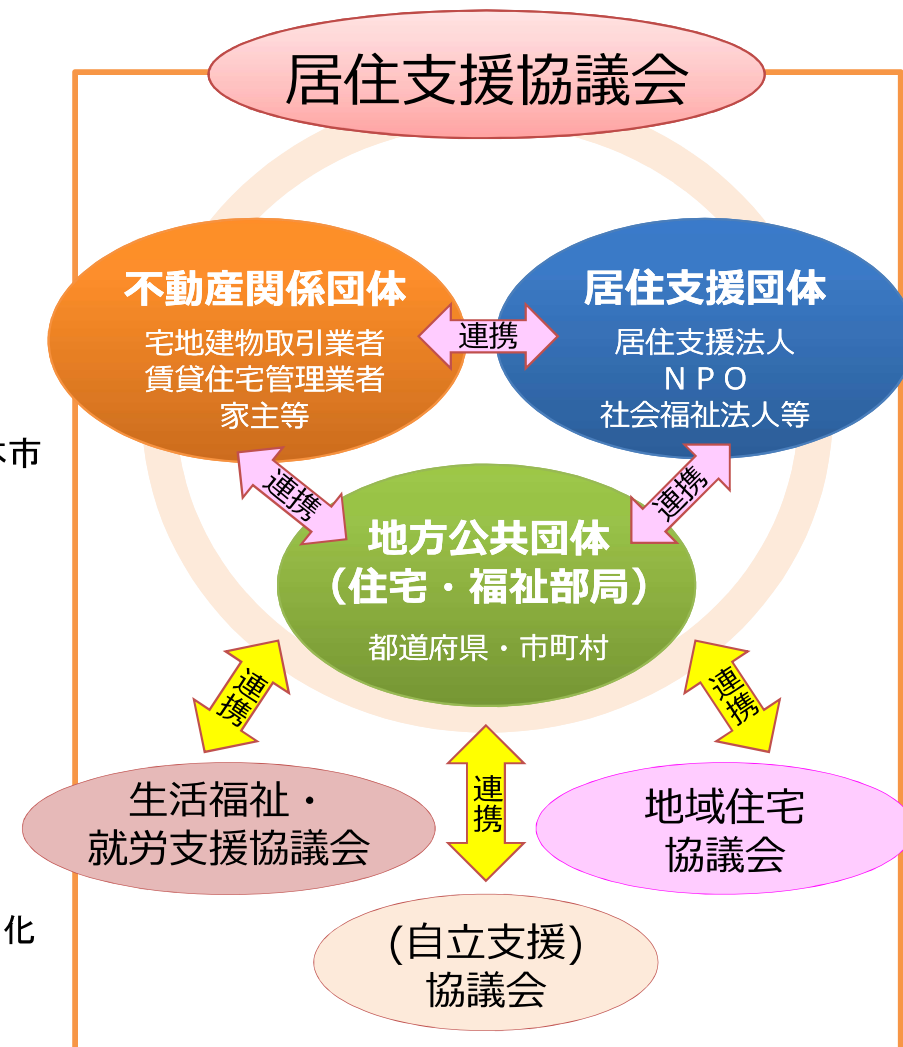 居住支援協議会
不動産関係団体
宅地建物取引業者
賃貸住宅管理業者
家主等
連携
居住支援団体
居住支援法人
ＮＰＯ
社会福祉法人等
市
連携
連携
地方公共団体
（住宅・福祉部局）
都道府県・市町村
連携
連携
連携
生活福祉・
就労支援協議会
地域住宅
協議会
化
(自立支援)
協議会